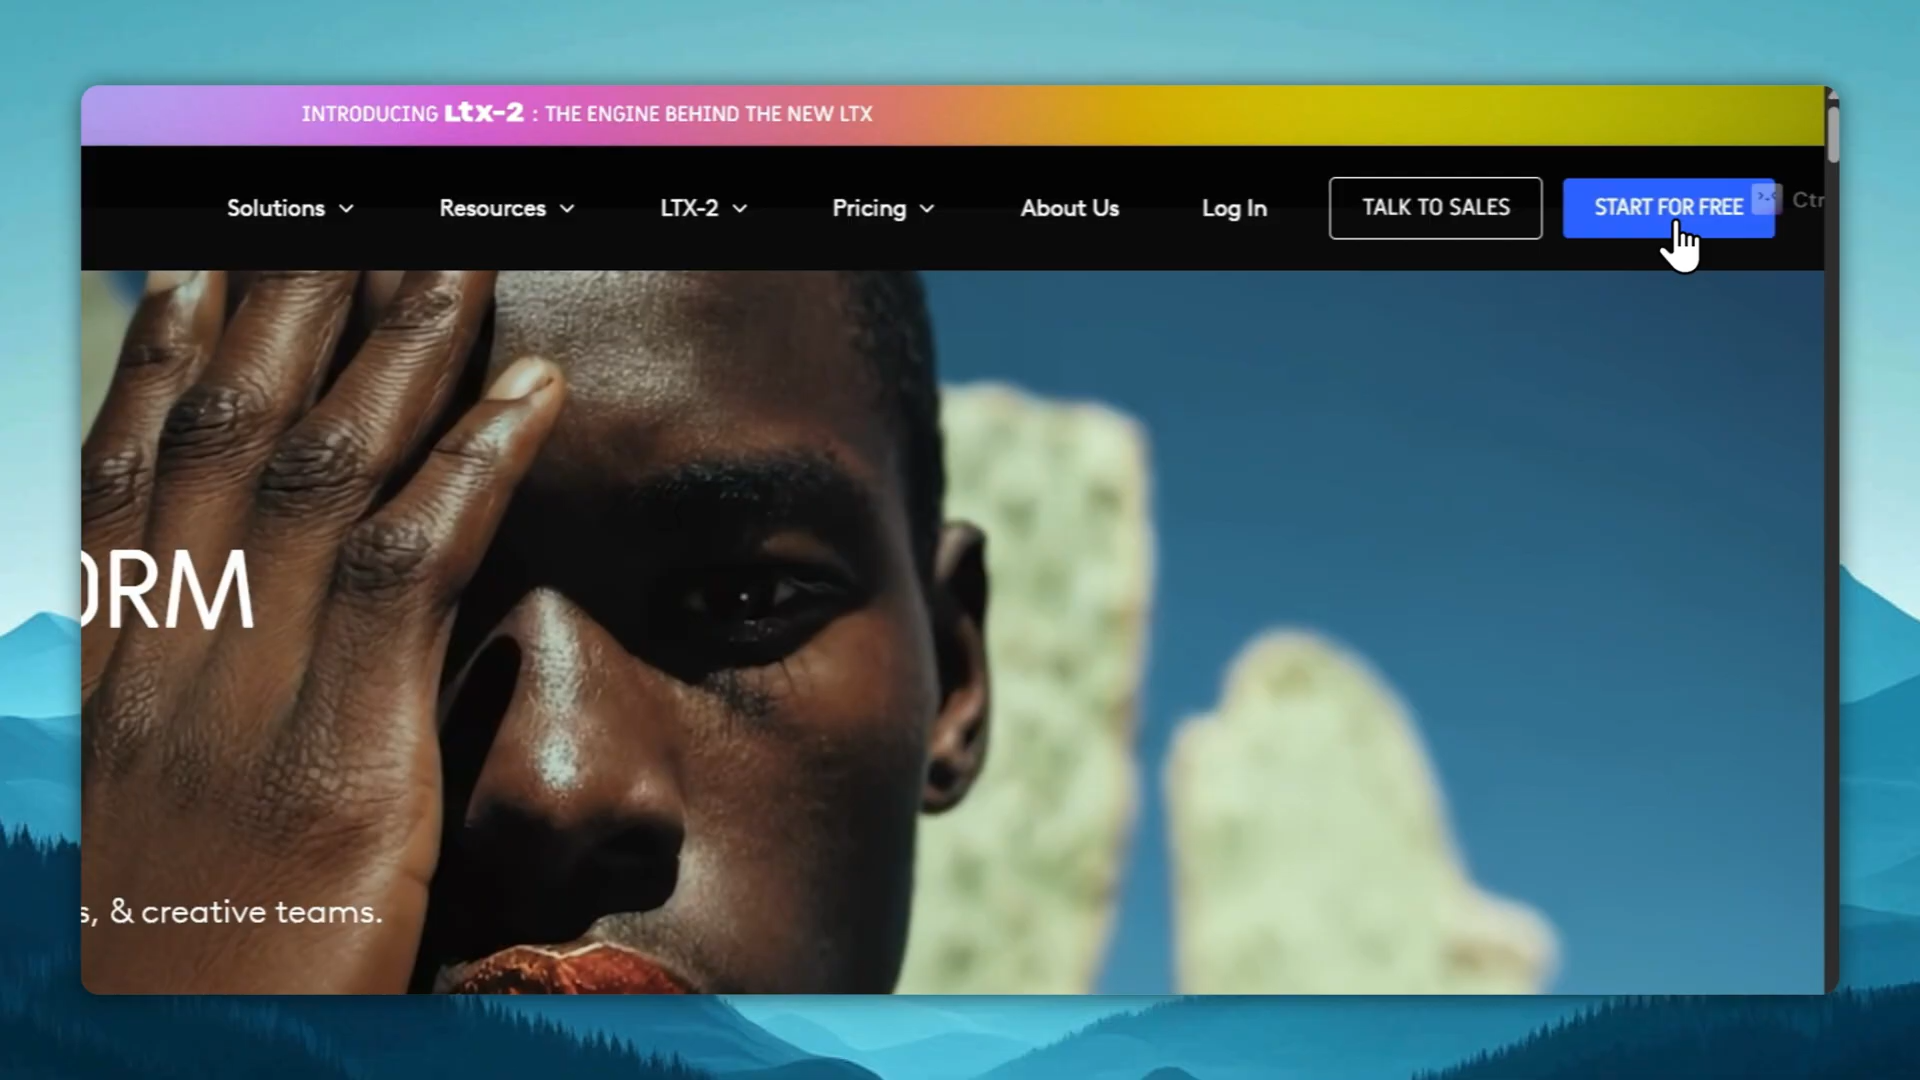 INTRODUCING Ltx-2 : THE ENGINE BEHIND THE NEW LTX
Solutions Resources LTX-2 Pricing About Us Log In TALK TO SALES START FOR FREE Ctr
ORM
s, & creative teams.